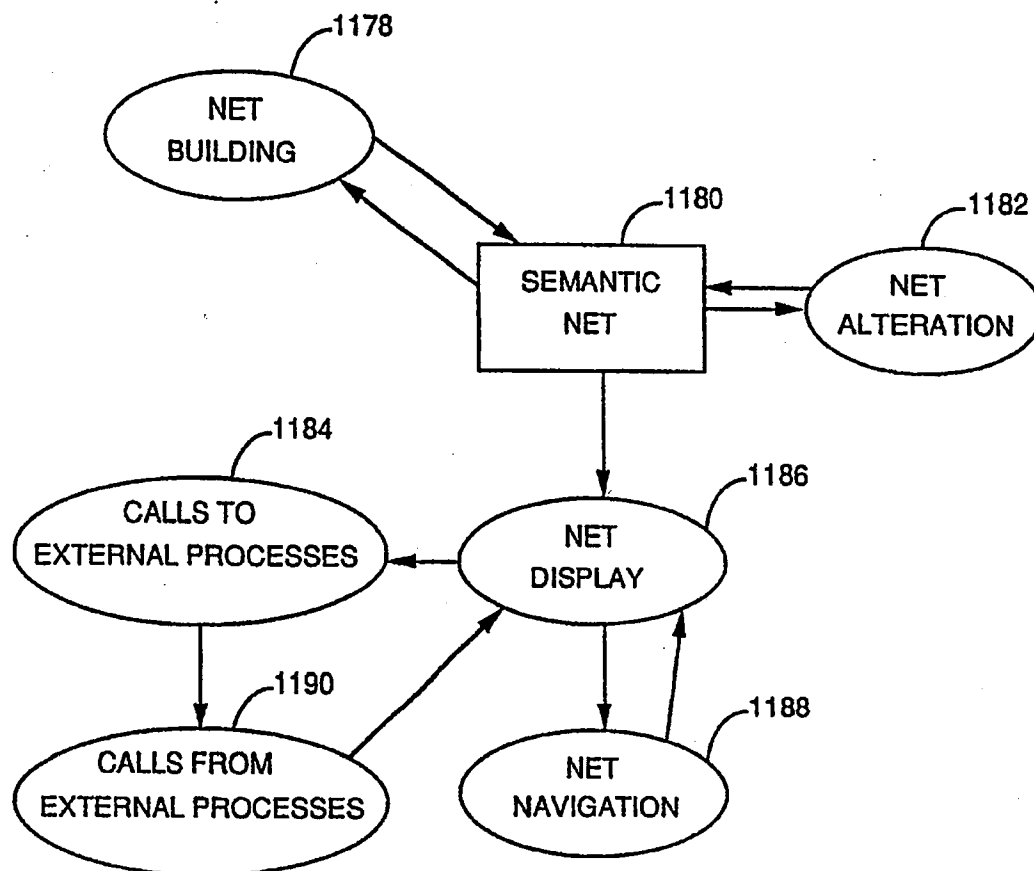 1178
NET
BUILDING
1180
SEMANTIC
NET
1182
NET
ALTERATION
1184
CALLS TO
EXTERNAL PROCESSES
1186
NET
DISPLAY
1190
CALLS FROM
EXTERNAL PROCESSES
1188
NET
NAVIGATION